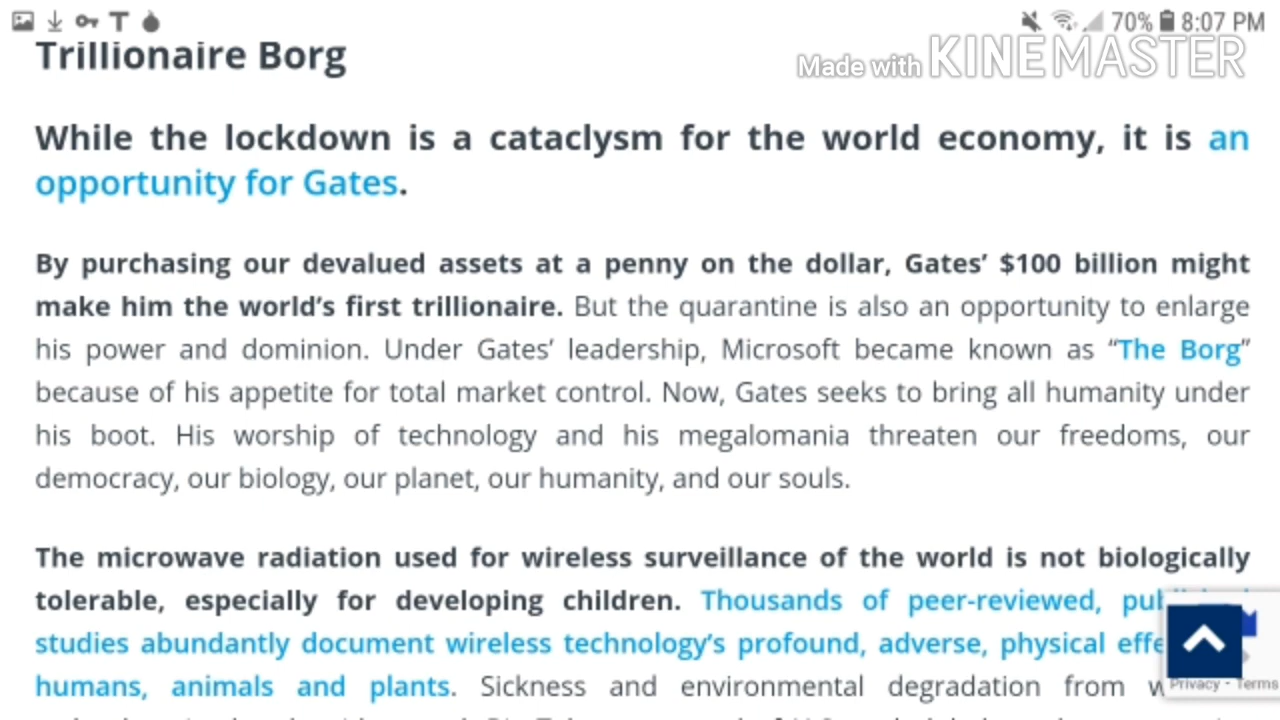 70% 8:07 PM
Trillionaire Borg
Made with KINEMASTER
While the lockdown is a cataclysm for the world economy, it is an
opportunity for Gates.
By purchasing our devalued assets at a penny on the dollar, Gates’ $100 billion might
make him the world’s first trillionaire. But the quarantine is also an opportunity to enlarge
his power and dominion. Under Gates’ leadership, Microsoft became known as “The Borg”
because of his appetite for total market control. Now, Gates seeks to bring all humanity under
his boot. His worship of technology and his megalomania threaten our freedoms, our
democracy, our biology, our planet, our humanity, and our souls.
The microwave radiation used for wireless surveillance of the world is not biologically
tolerable, especially for developing children. Thousands of peer-reviewed,
studies abundantly document wireless technology’s profound, adverse, physical
humans, animals and plants. Sickness and environmental degradation from
Privacy - Terms